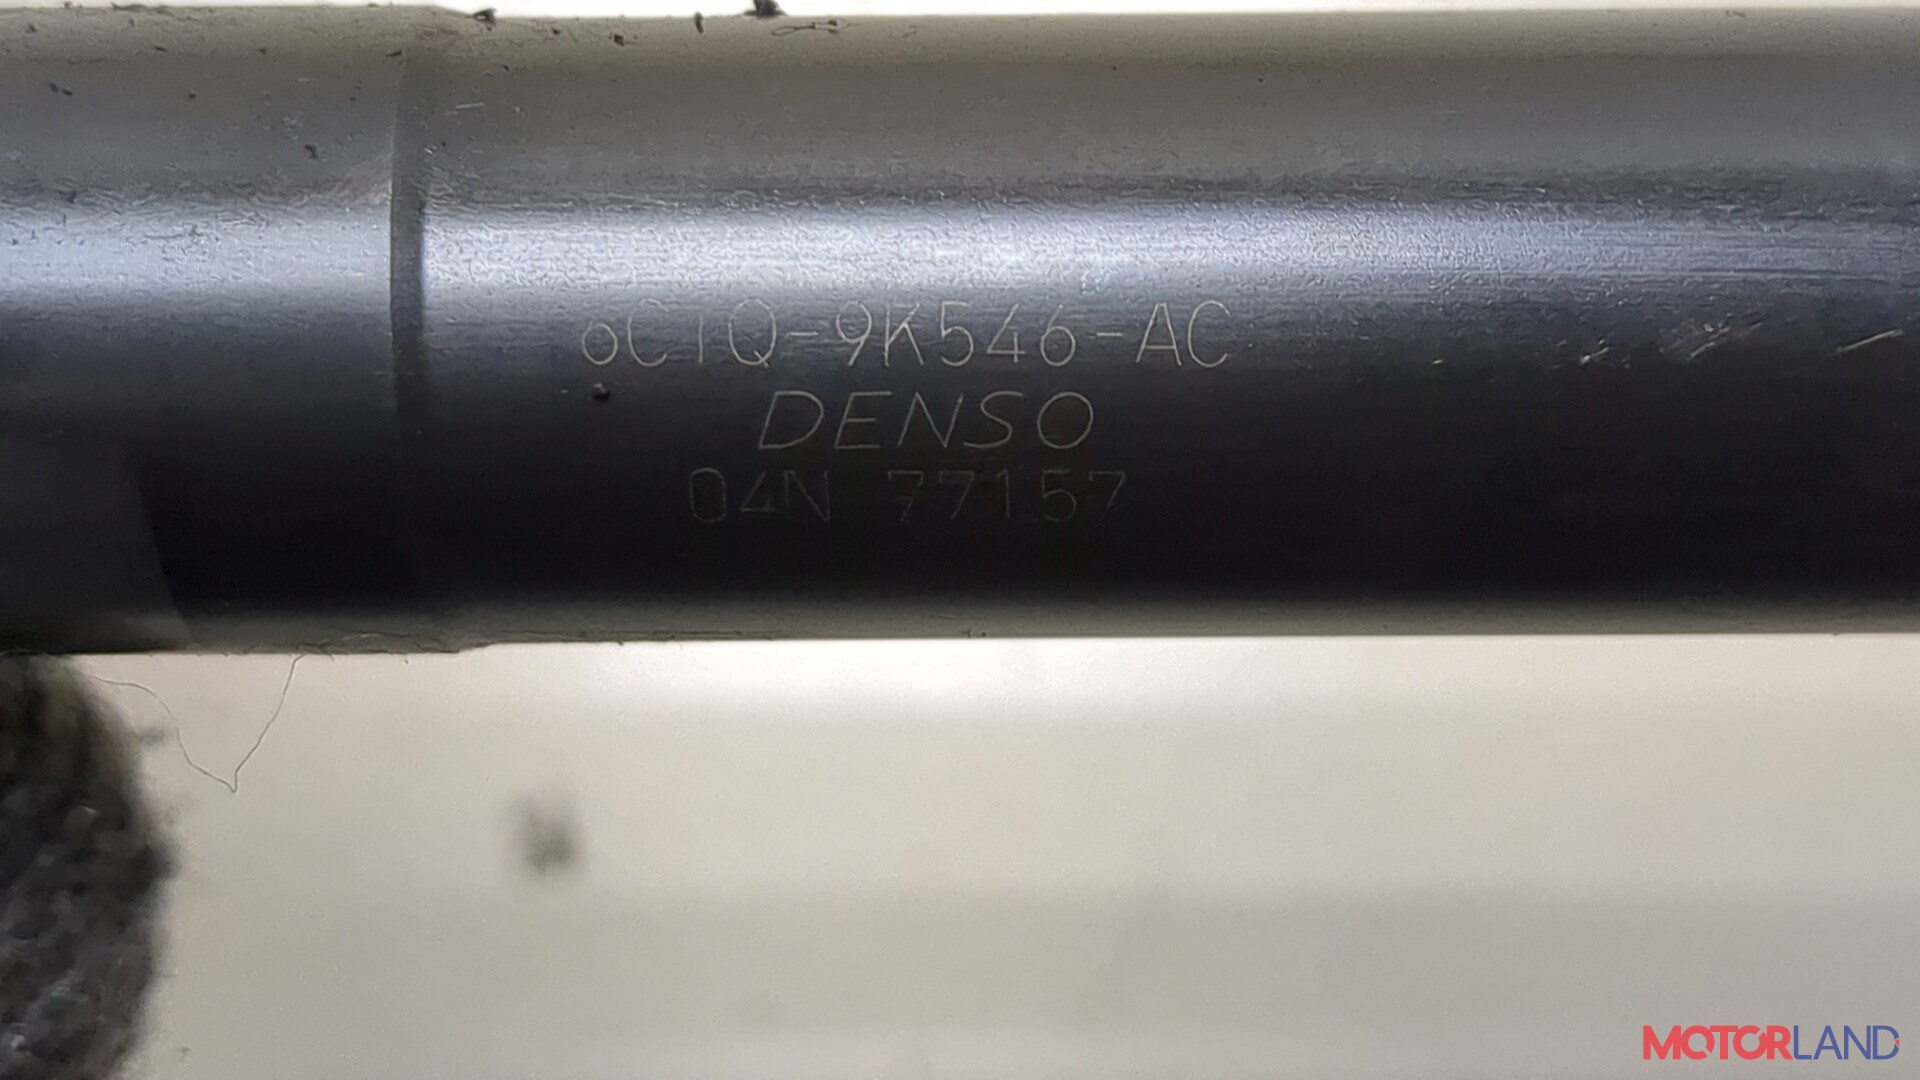 6C1Q-9K546-AC
DENSO
04N 77157
MOTORLAND